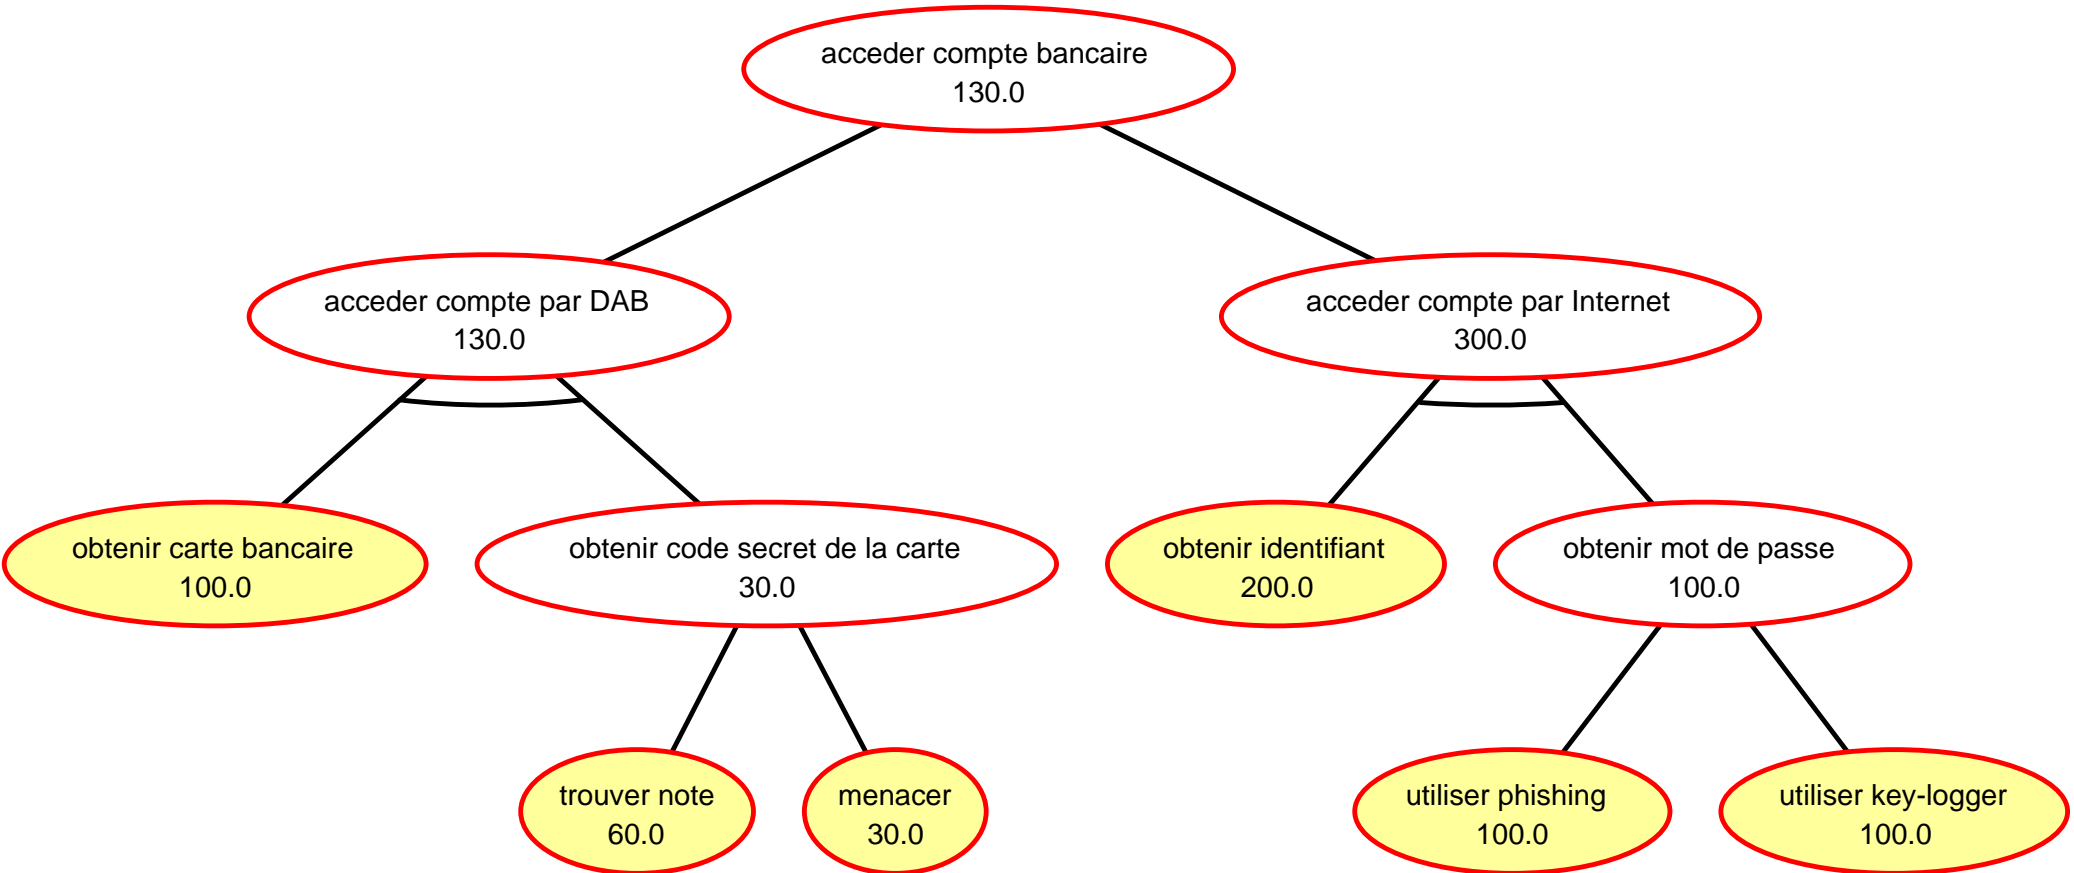 acceder compte bancaire
130.0
acceder compte par DAB
130.0
acceder compte par Internet
300.0
obtenir carte bancaire
100.0
obtenir code secret de la carte
30.0
obtenir identifiant
200.0
obtenir mot de passe
100.0
trouver note
60.0
menacer
30.0
utiliser phishing
100.0
utiliser key-logger
100.0